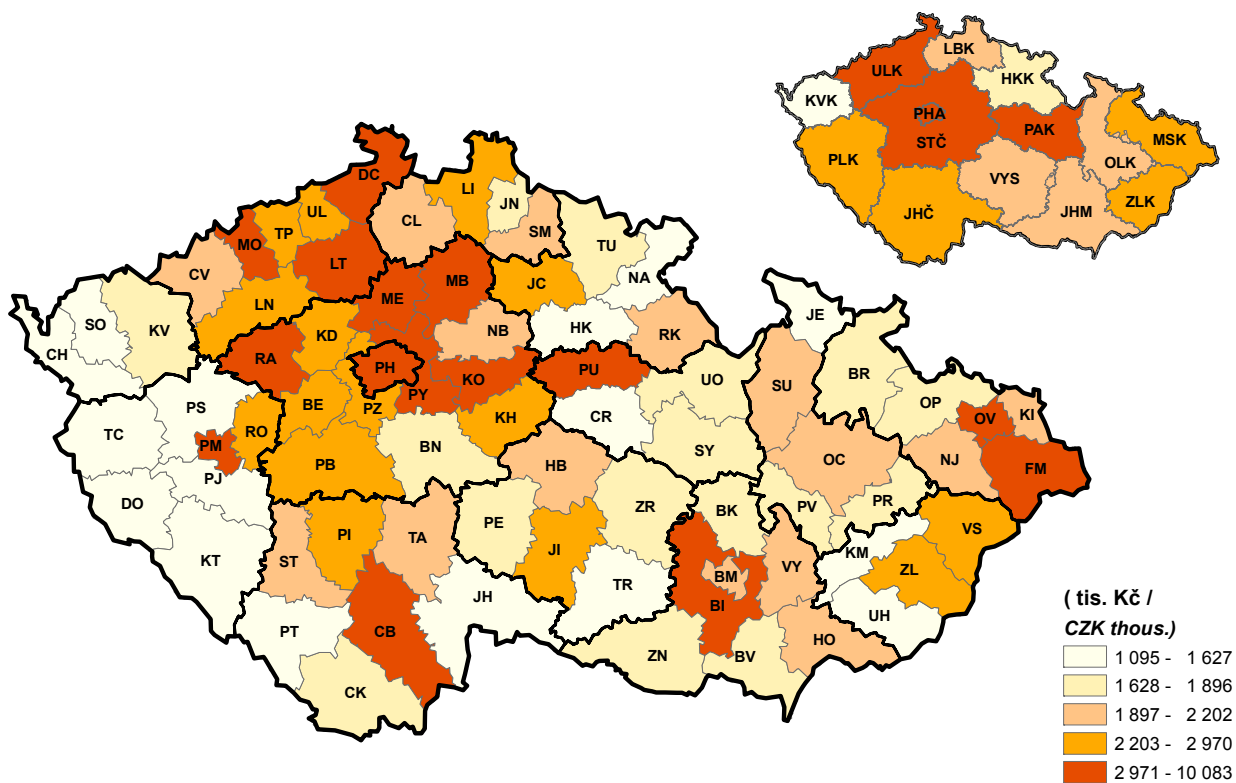 LBK
ULK
HKK
KVK
PHA
PAK
STČ
MSK
PLK
OLK
VYS
ZLK
JHČ
JHM
DC
LI
UL
JN
CL
TP
SM
MO
TU
LT
CV
MB
NA
JC
ME
LN
JE
SO
KV
HK
NB
KD
RK
CH
RA
PH
KO
PU
BR
SU
UO
PY
OP
BE
PS
PZ
KI
KH
OV
CR
RO
TC
PM
BN
SY
OC
NJ
PB
HB
FM
PJ
PR
DO
ZR
BK
PV
PE
VS
PI
TA
JI
KM
KT
ST
VY
ZL
BM
TR
JH
BI
UH
PT
CB
HO
ZN
BV
CK
( tis. Kč /
CZK thous.)
1 095 - 1 627
1 628 - 1 896
1 897 - 2 202
2 203 - 2 970
2 971 - 10 083